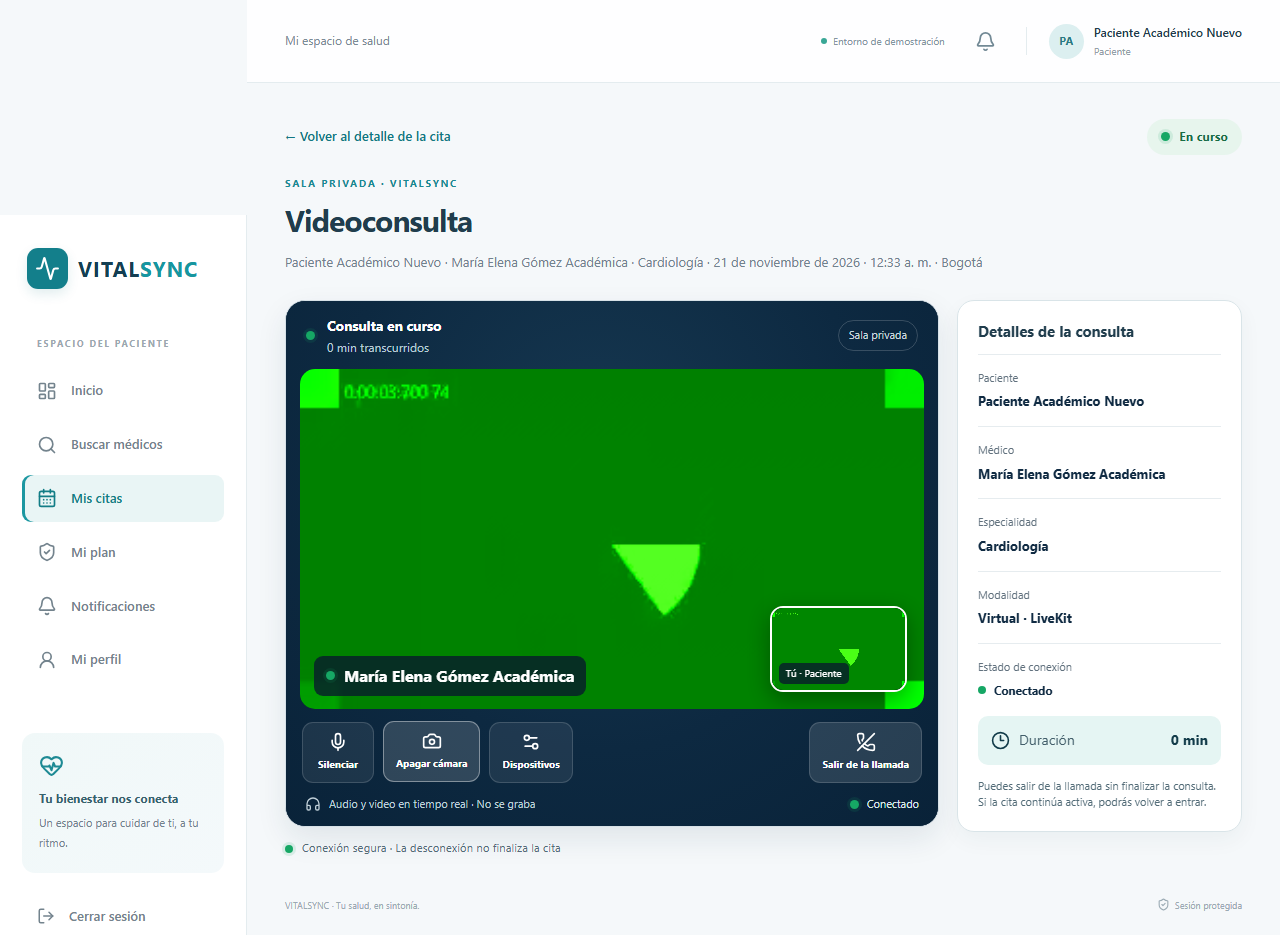 Mi espacio de salud
Entorno de demostración
PA
Paciente Académico Nuevo
Paciente
← Volver al detalle de la cita
En curso
SALA PRIVADA · VITALSYNC
Videoconsulta
Paciente Académico Nuevo · María Elena Gómez Académica · Cardiología · 21 de noviembre de 2026 · 12:33 a. m. · Bogotá
VITALSYNC
ESPACIO DEL PACIENTE
Inicio
Buscar médicos
Mis citas
Mi plan
Notificaciones
Mi perfil
Tu bienestar nos conecta
Un espacio para cuidar de ti, a tu
ritmo.
Cerrar sesión
Consulta en curso
0 min transcurridos
Sala privada
0:00:03:700 74
María Elena Gómez Académica
Tú · Paciente
Silenciar
Apagar cámara
Dispositivos
Salir de la llamada
Audio y video en tiempo real · No se graba
Conectado
Conexión segura · La desconexión no finaliza la cita
Detalles de la consulta
Paciente
Paciente Académico Nuevo
Médico
María Elena Gómez Académica
Especialidad
Cardiología
Modalidad
Virtual · LiveKit
Estado de conexión
Conectado
Duración
0 min
Puedes salir de la llamada sin finalizar la consulta.
Si la cita continúa activa, podrás volver a entrar.
VITALSYNC · Tu salud, en sintonía.
Sesión protegida